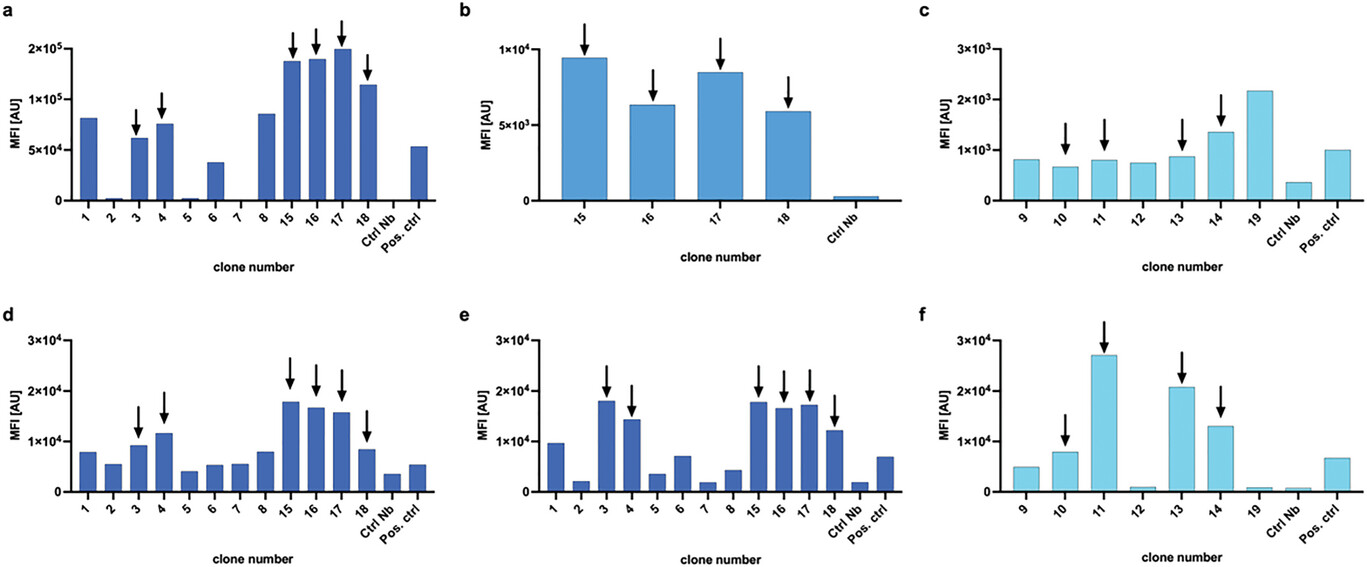 a
MFI [AU]
2×10⁵
1×10⁵
5×10⁴
0
1 2 3 4 5 6 7 8 15 16 17 18 Ctrl Nb Pos. ctrl
clone number
b
MFI [AU]
1×10⁴
5×10³
0
15 16 17 18 Ctrl Nb
clone number
c
MFI [AU]
3×10³
2×10³
1×10³
0
9 10 11 12 13 14 19 Ctrl Nb Pos. ctrl
clone number
d
MFI [AU]
3×10⁴
2×10⁴
1×10⁴
0
1 2 3 4 5 6 7 8 15 16 17 18 Ctrl Nb Pos. ctrl
clone number
e
MFI [AU]
3×10⁴
2×10⁴
1×10⁴
0
1 2 3 4 5 6 7 8 15 16 17 18 Ctrl Nb Pos. ctrl
clone number
f
MFI [AU]
3×10⁴
2×10⁴
1×10⁴
0
9 10 11 12 13 14 19 Ctrl Nb Pos. ctrl
clone number